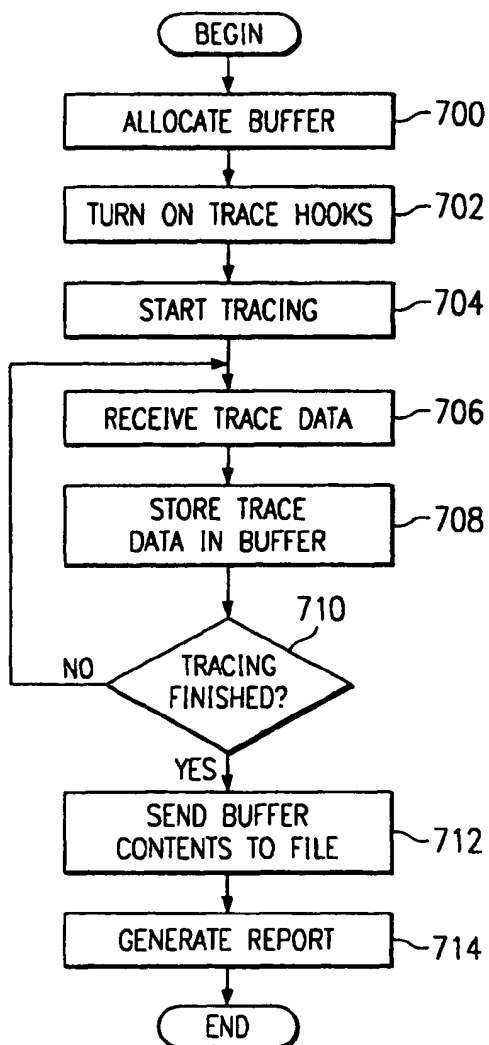 BEGIN
ALLOCATE BUFFER
700
TURN ON TRACE HOOKS
702
START TRACING
704
RECEIVE TRACE DATA
706
STORE TRACE
DATA IN BUFFER
708
710
TRACING
FINISHED?
NO
YES
SEND BUFFER
CONTENTS TO FILE
712
GENERATE REPORT
714
END